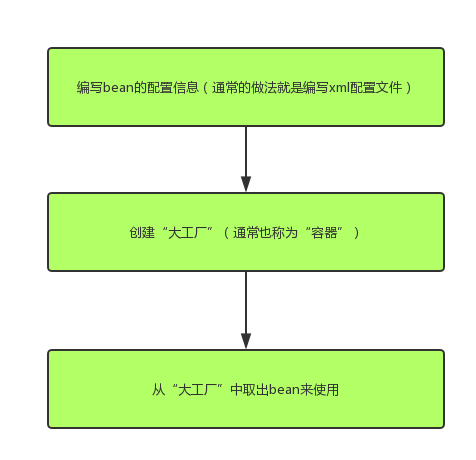 编写bean的配置信息（通常的做法就是编写xml配置文件）
创建“大工厂”（通常也称为“容器”）
从“大工厂”中取出bean来使用